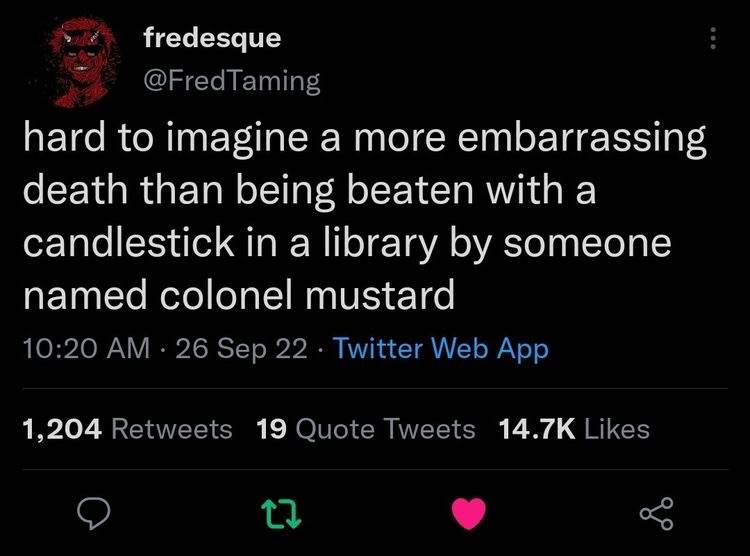 fredesque
@FredTaming
hard to imagine a more embarrassing
death than being beaten with a
candlestick in a library by someone
named colonel mustard
10:20 AM · 26 Sep 22 · Twitter Web App
1,204 Retweets 19 Quote Tweets 14.7K Likes